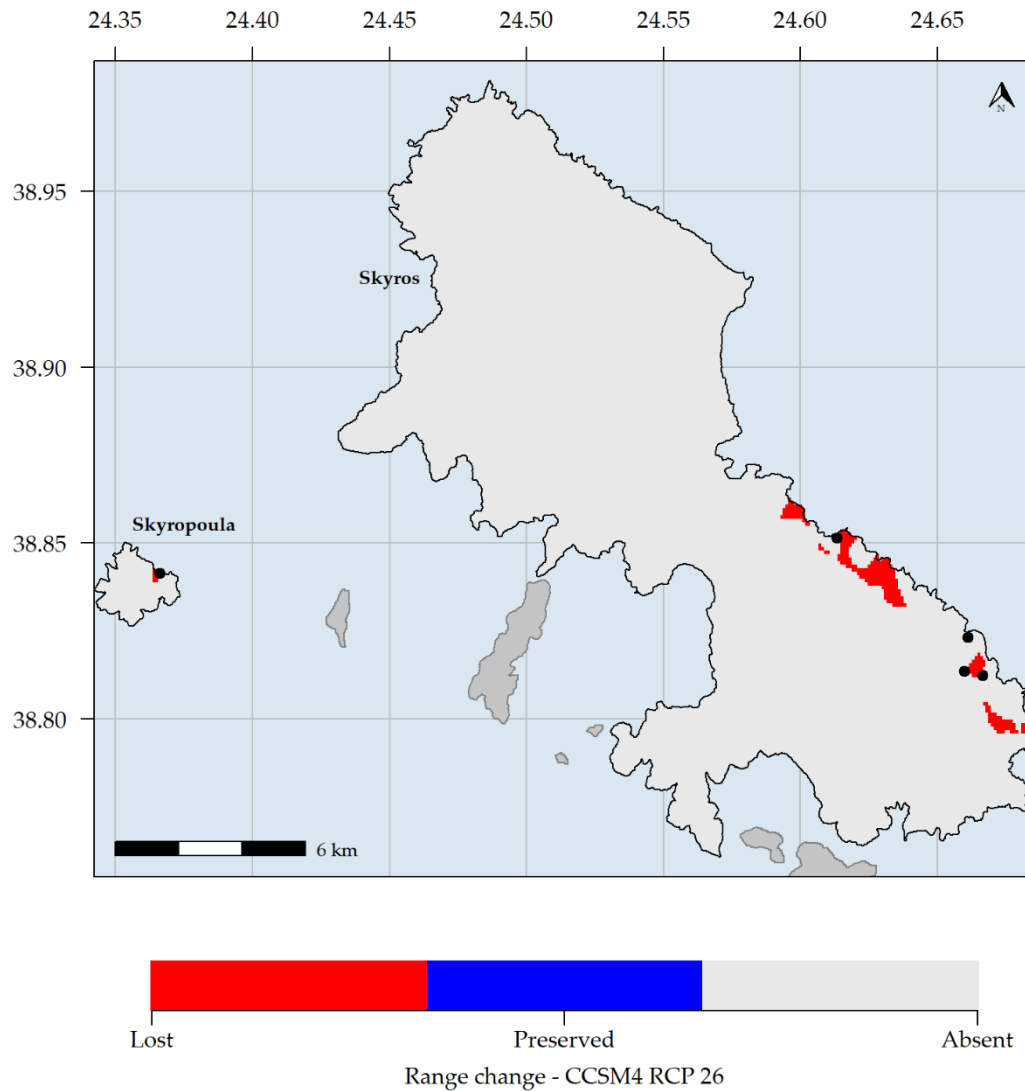 24.35 24.40 24.45 24.50 24.55 24.60 24.65
N
38.95
Skyros
38.90
Skyropoula
38.85
38.80
6 km
Lost Preserved Absent
Range change - CCSM4 RCP 26